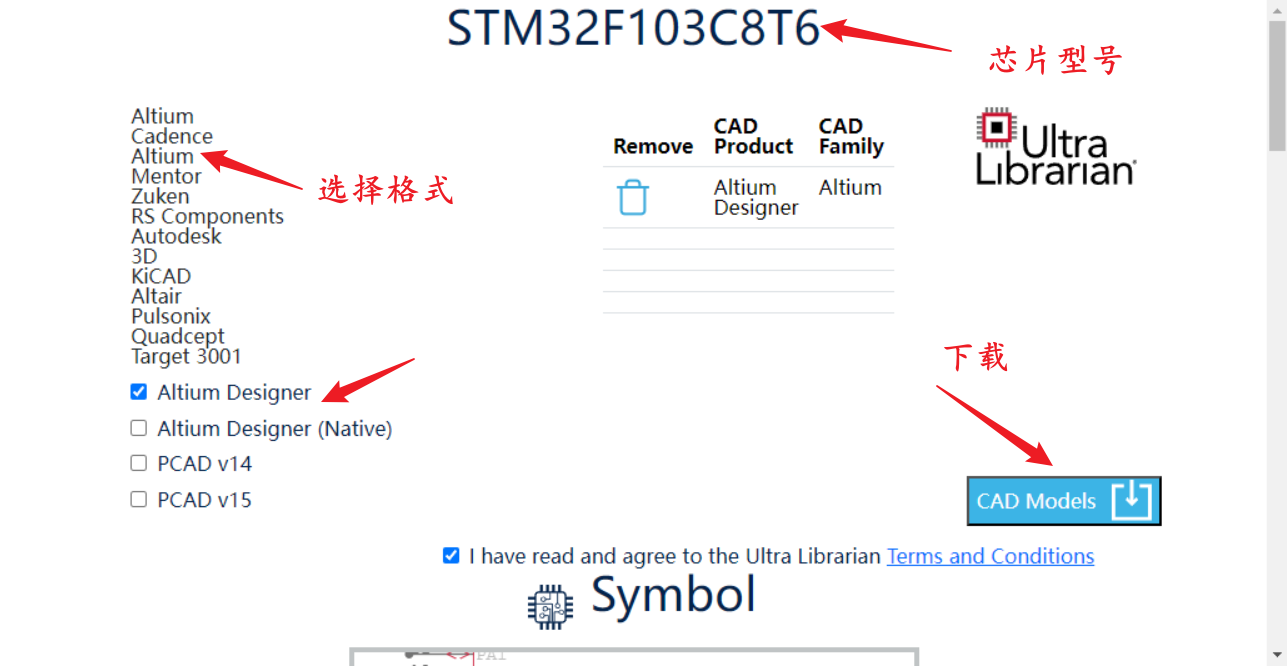 STM32F103C8T6
芯片型号
Altium
Cadence
Altium
Mentor
Zuken
RS Components
Autodesk
3D
KiCAD
Altair
Pulsonix
Quadcept
Target 3001
选择格式
Altium Designer
Altium Designer (Native)
PCAD v14
PCAD v15
Remove
CAD Product
CAD Family
Altium Designer
Altium
Ultra
Librarian
下载
CAD Models
I have read and agree to the Ultra Librarian Terms and Conditions
Symbol
PA1